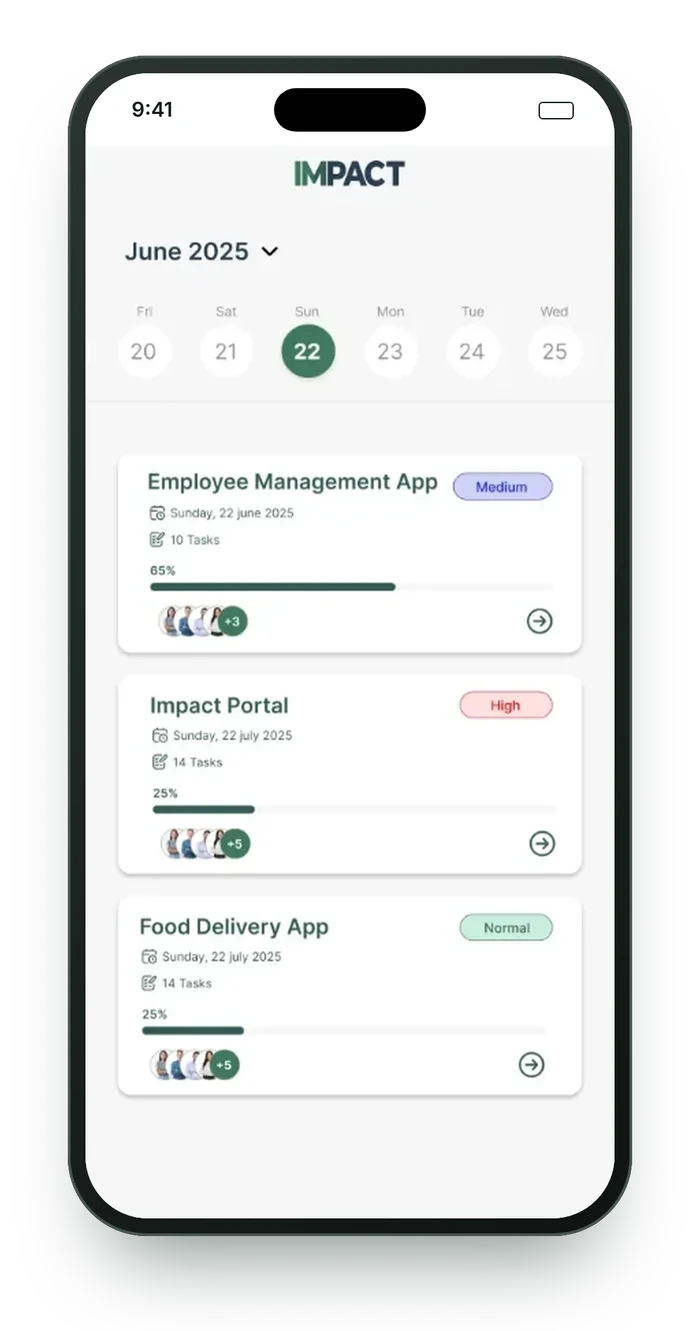 9:41
IMPACT
June 2025
Fri Sat Sun Mon Tue Wed
20 21 22 23 24 25
Employee Management App Medium
Sunday, 22 june 2025
10 Tasks
65%
+3
Impact Portal High
Sunday, 22 july 2025
14 Tasks
25%
+5
Food Delivery App Normal
Sunday, 22 july 2025
14 Tasks
25%
+5